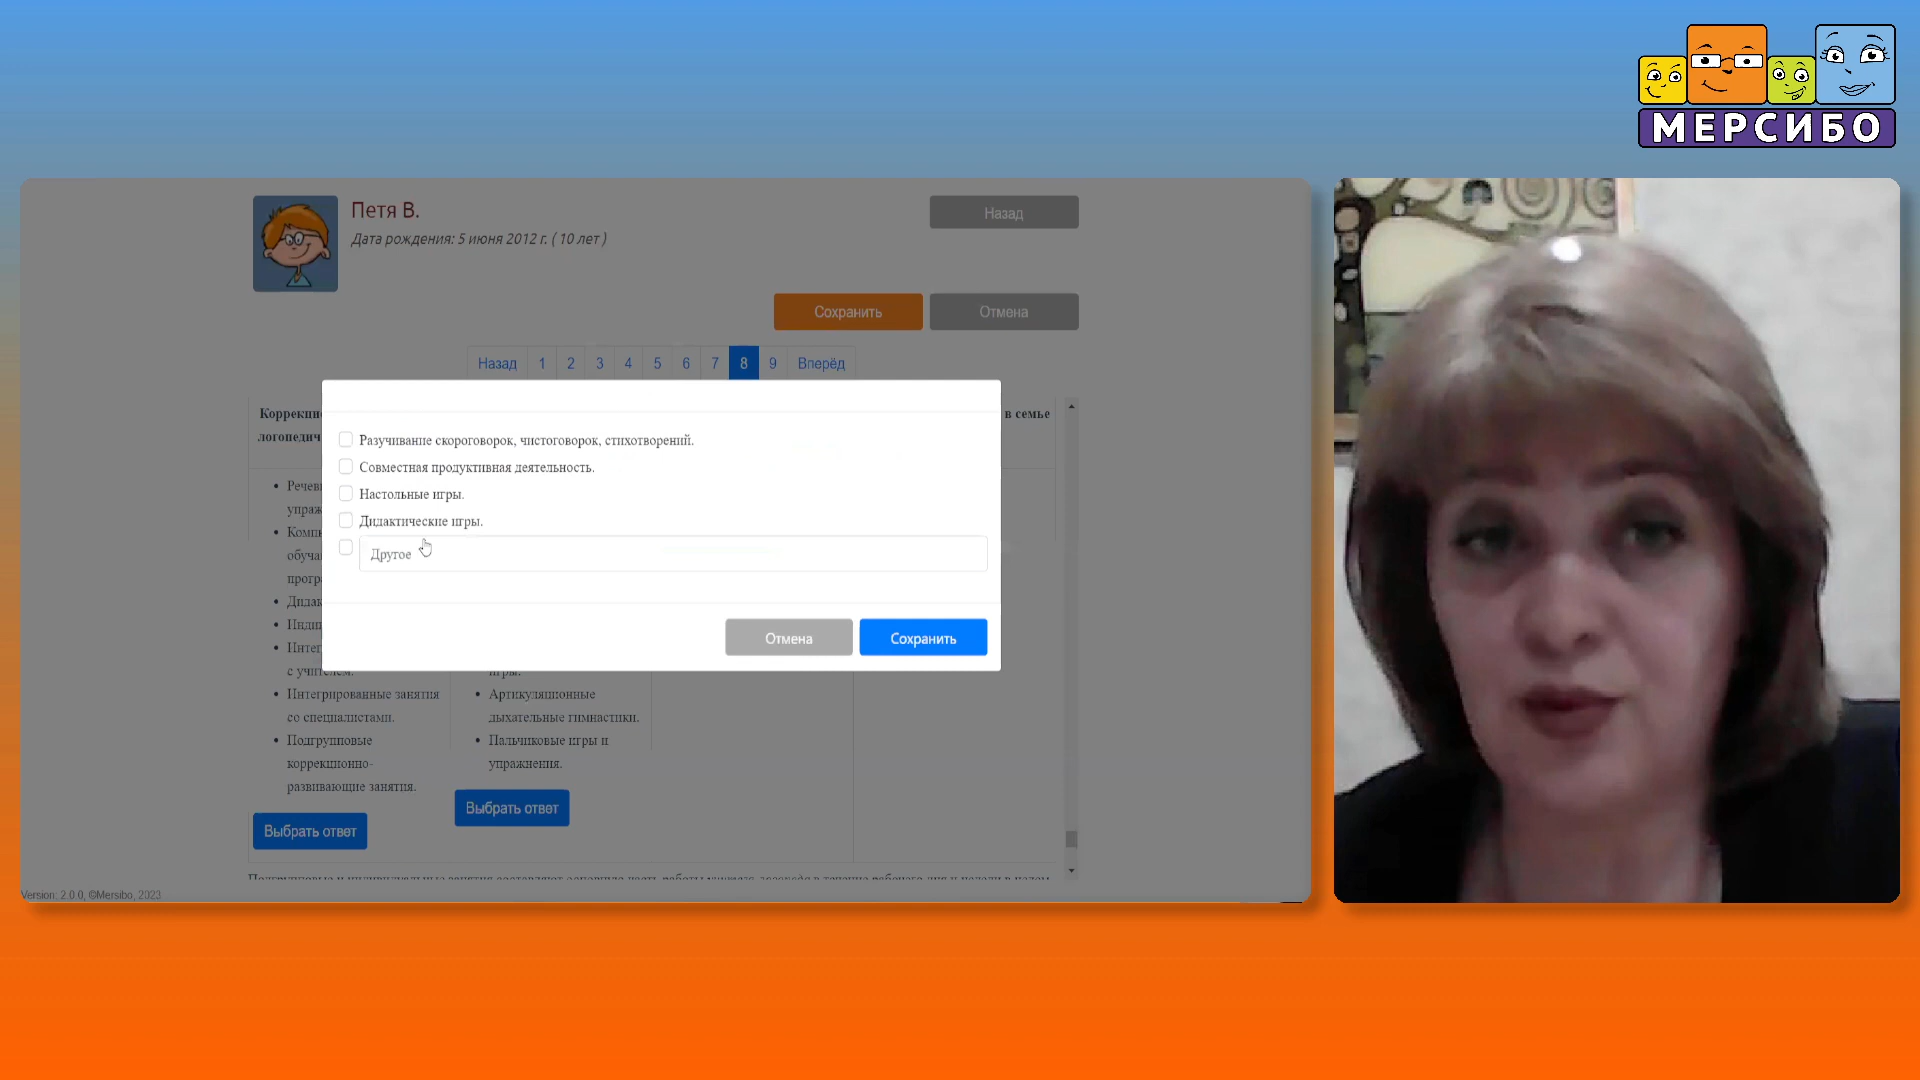 МЕРСИБО
Петя В.
Дата рождения: 5 июня 2012 г. ( 10 лет )
Назад
Сохранить
Отмена
Назад 1 2 3 4 5 6 7 8 9 Вперёд
в семье
Разучивание скороговорок, чистоговорок, стихотворений.
Совместная продуктивная деятельность.
Настольные игры.
Дидактические игры.
Другое
Отмена
Сохранить
с учителем.
Интегрированные занятия
со специалистами.
Подгрупповые
коррекционно-
развивающие занятия.
Выбрать ответ
игры.
Артикуляционные
дыхательные гимнастики.
Пальчиковые игры и
упражнения.
Выбрать ответ
Version: 2.0.0, ©Mersibo, 2023